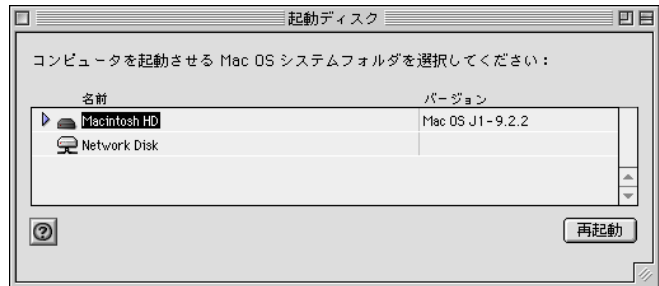 起動ディスク
コンピュータを起動させる Mac OS システムフォルダを選択してください：
名前 バージョン
Macintosh HD Mac OS J1-9.2.2
Network Disk
?
再起動